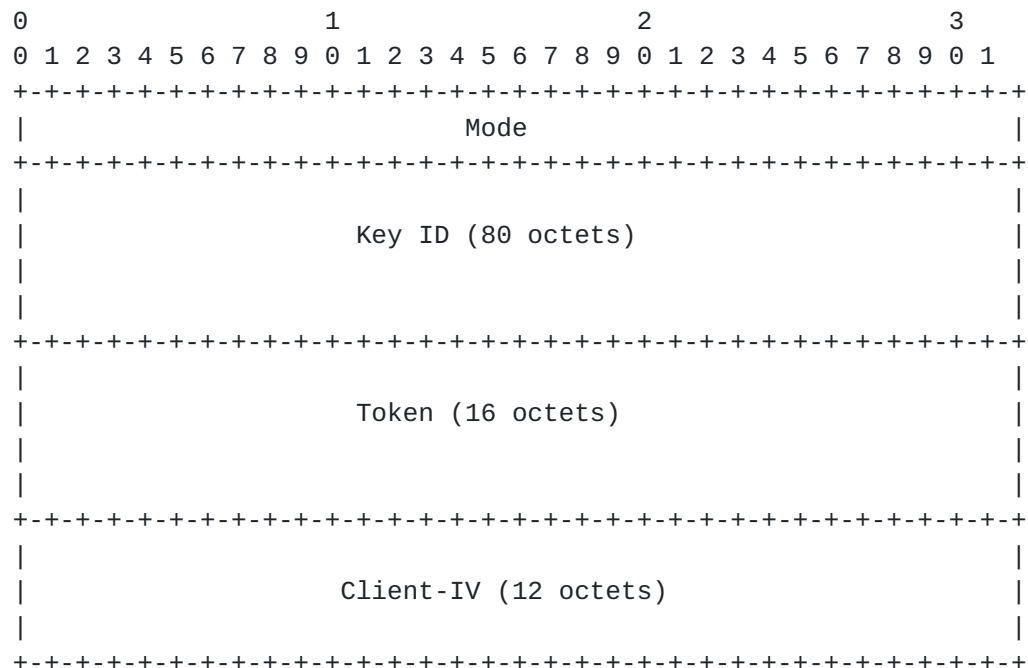 0                   1                   2                   3
0 1 2 3 4 5 6 7 8 9 0 1 2 3 4 5 6 7 8 9 0 1 2 3 4 5 6 7 8 9 0 1
+-+-+-+-+-+-+-+-+-+-+-+-+-+-+-+-+-+-+-+-+-+-+-+-+-+-+-+-+-+-+-+-+
|                            Mode                               |
+-+-+-+-+-+-+-+-+-+-+-+-+-+-+-+-+-+-+-+-+-+-+-+-+-+-+-+-+-+-+-+-+
|                                                               |
|                     Key ID (80 octets)                        |
|                                                               |
|                                                               |
+-+-+-+-+-+-+-+-+-+-+-+-+-+-+-+-+-+-+-+-+-+-+-+-+-+-+-+-+-+-+-+-+
|                                                               |
|                     Token (16 octets)                         |
|                                                               |
|                                                               |
+-+-+-+-+-+-+-+-+-+-+-+-+-+-+-+-+-+-+-+-+-+-+-+-+-+-+-+-+-+-+-+-+
|                                                               |
|                    Client-IV (12 octets)                      |
|                                                               |
+-+-+-+-+-+-+-+-+-+-+-+-+-+-+-+-+-+-+-+-+-+-+-+-+-+-+-+-+-+-+-+-+